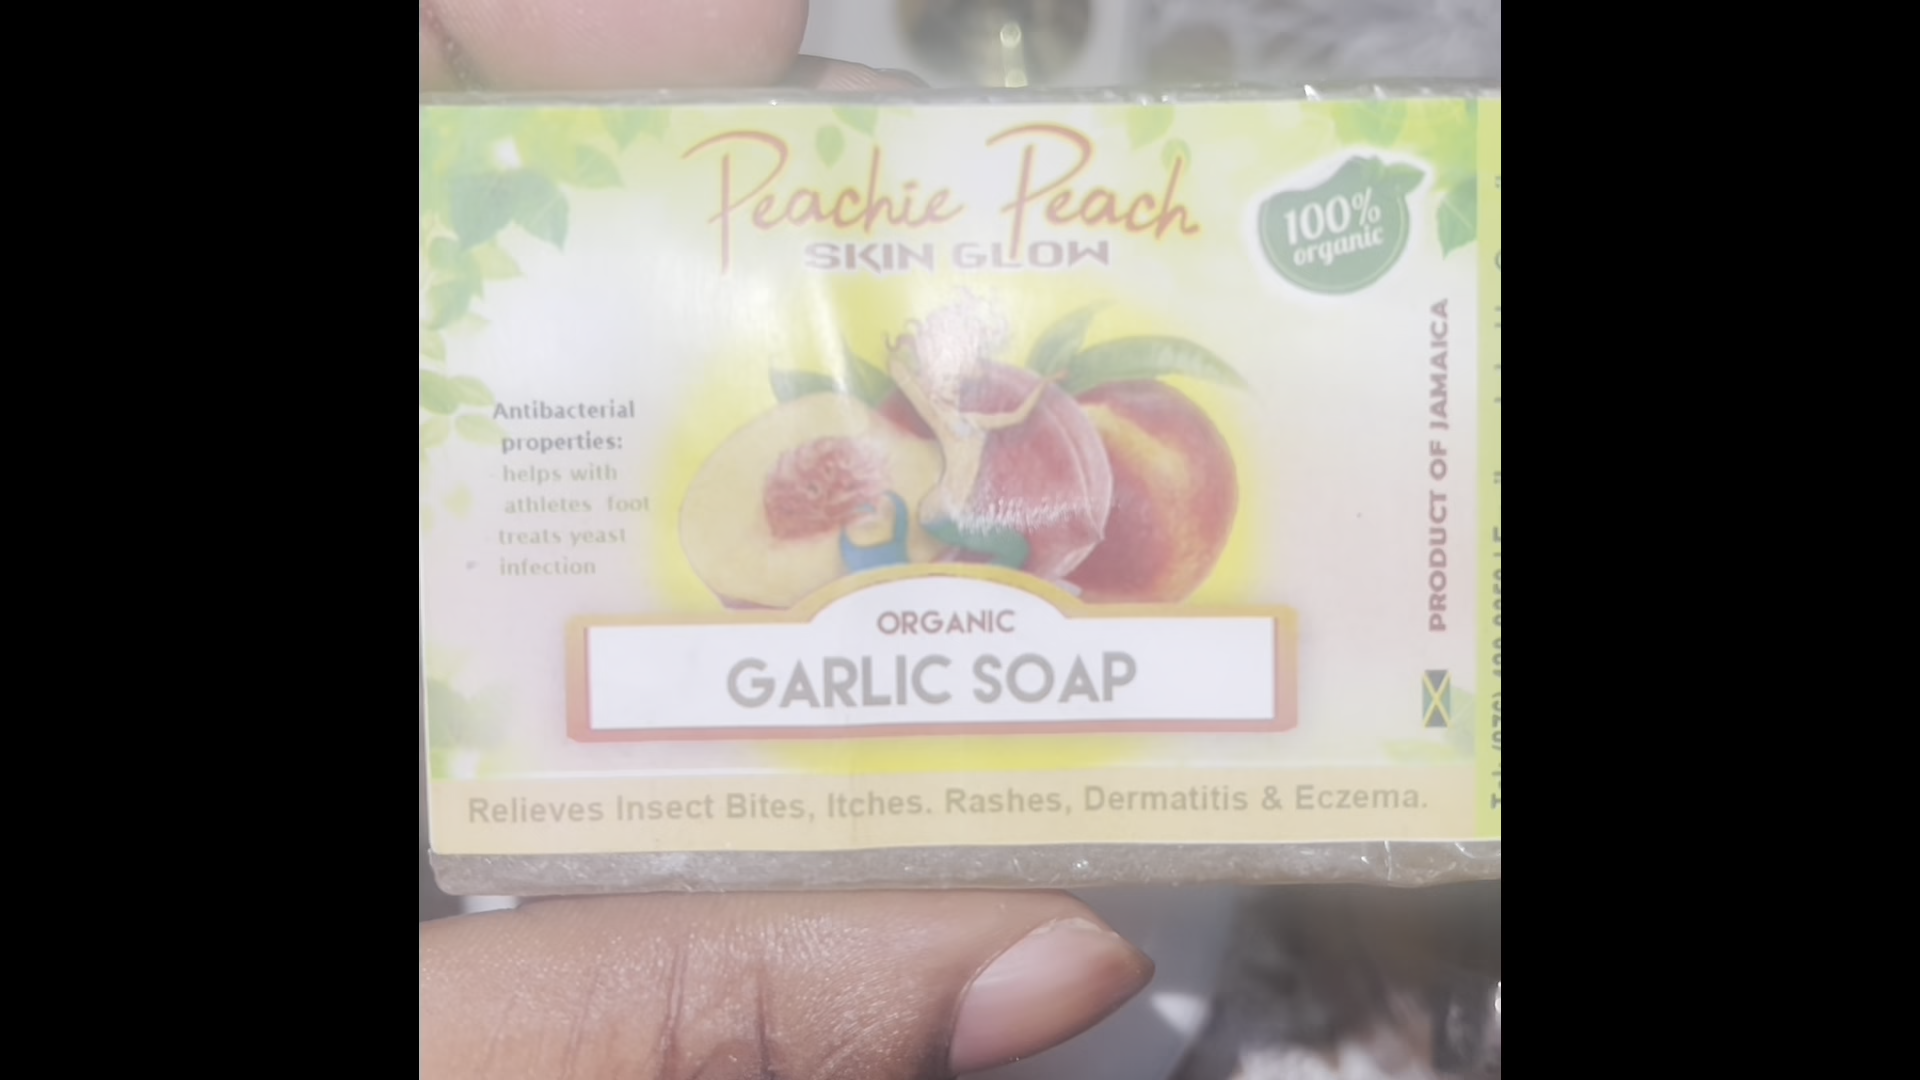 Peachie Peach
SKIN GLOW
100%
organic
Antibacterial
properties:
helps with
athletes foot
treats yeast
infection
PRODUCT OF JAMAICA
ORGANIC
GARLIC SOAP
Relieves Insect Bites, Itches. Rashes, Dermatitis & Eczema.